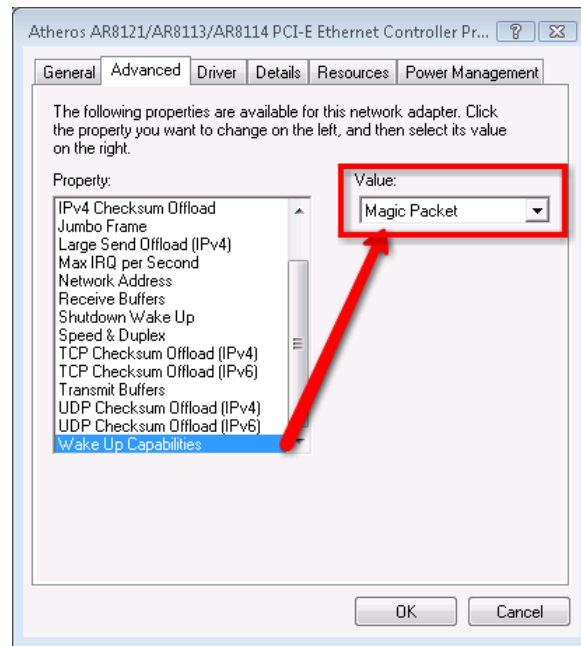 Atheros AR8121/AR8113/AR8114 PCI-E Ethernet Controller Pr...
General Advanced Driver Details Resources Power Management
The following properties are available for this network adapter. Click
the property you want to change on the left, and then select its value
on the right.
Property:
Value:
IPv4 Checksum Offload
Jumbo Frame
Large Send Offload (IPv4)
Max IRQ per Second
Network Address
Receive Buffers
Shutdown Wake Up
Speed & Duplex
TCP Checksum Offload (IPv4)
TCP Checksum Offload (IPv6)
Transmit Buffers
UDP Checksum Offload (IPv4)
UDP Checksum Offload (IPv6)
Wake Up Capabilities
Magic Packet
OK Cancel